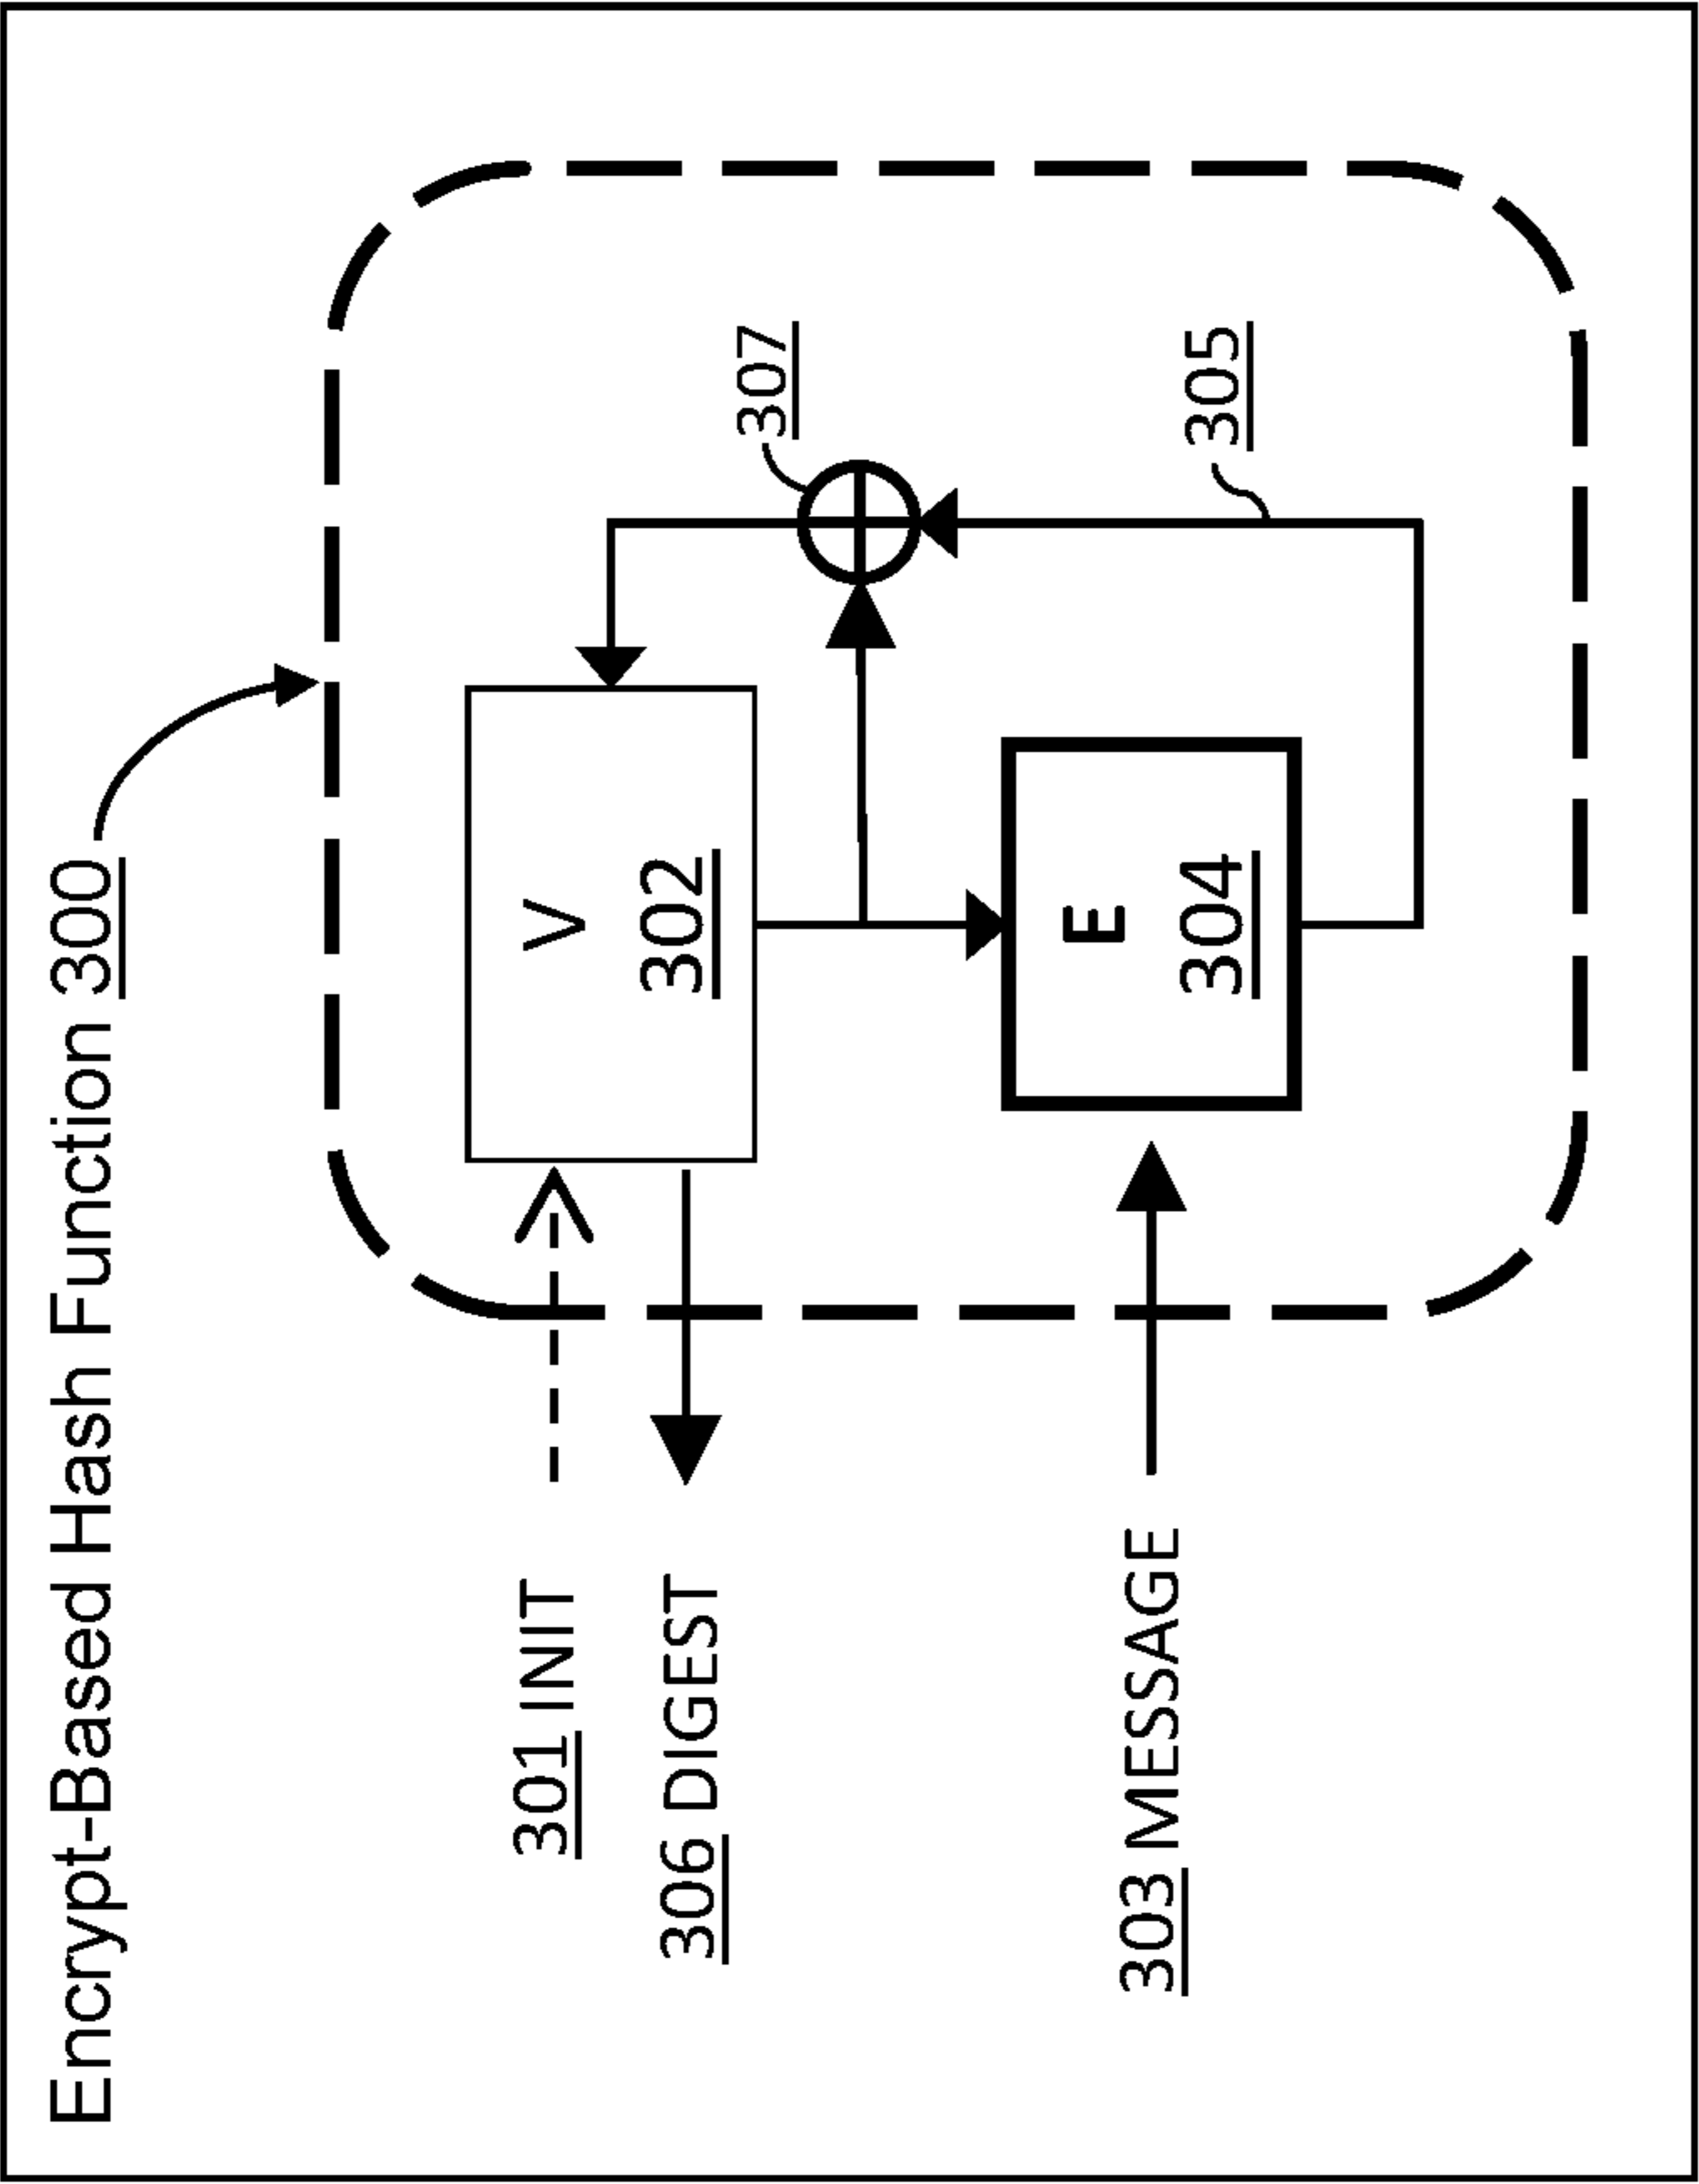 Encrypt-Based Hash Function 300
307
V
302
301 INIT
306 DIGEST
E
304
305
303 MESSAGE